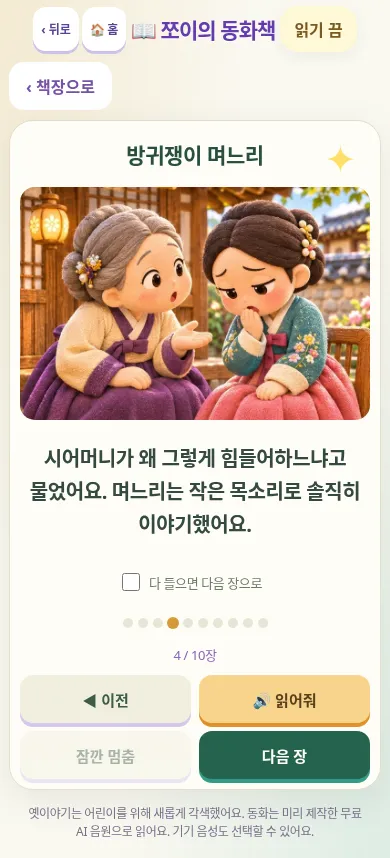 ‹ 뒤로
🏠 홈
📖 쪼이의 동화책
읽기 끔
‹ 책장으로
방귀쟁이 며느리
시어머니가 왜 그렇게 힘들어하느냐고
물었어요. 며느리는 작은 목소리로 솔직히
이야기했어요.
다 들으면 다음 장으로
4 / 10장
◀ 이전
🔊 읽어줘
잠깐 멈춤
다음 장
옛이야기는 어린이를 위해 새롭게 각색했어요. 동화는 미리 제작한 무료
AI 음원으로 읽어요. 기기 음성도 선택할 수 있어요.